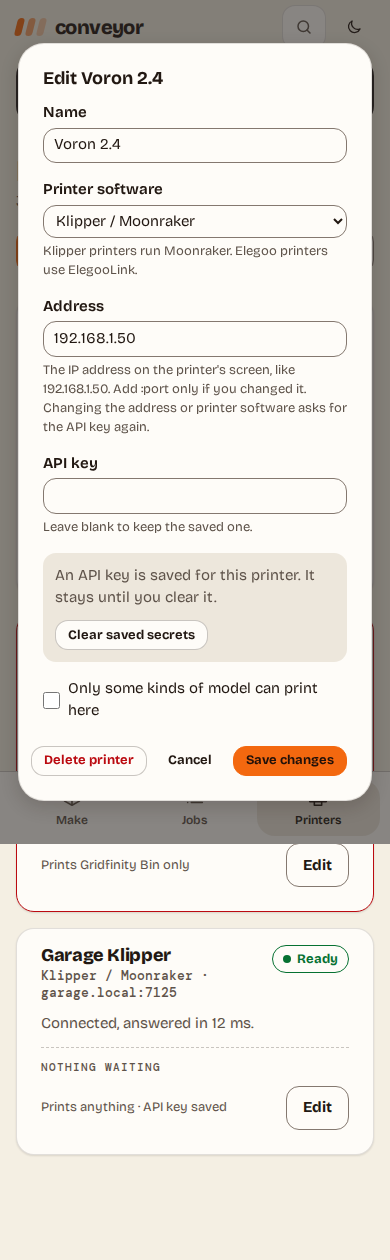 conveyor
Edit Voron 2.4
Name
Voron 2.4
Printer software
Klipper / Moonraker
Klipper printers run Moonraker. Elegoo printers
use ElegooLink.
Address
192.168.1.50
The IP address on the printer's screen, like
192.168.1.50. Add :port only if you changed it.
Changing the address or printer software asks for
the API key again.
API key
Leave blank to keep the saved one.
An API key is saved for this printer. It
stays until you clear it.
Clear saved secrets
Only some kinds of model can print
here
Delete printer Cancel Save changes
Make Jobs Printers
Prints Gridfinity Bin only Edit
Garage Klipper Ready
Klipper / Moonraker ·
garage.local:7125
Connected, answered in 12 ms.
NOTHING WAITING
Prints anything · API key saved Edit